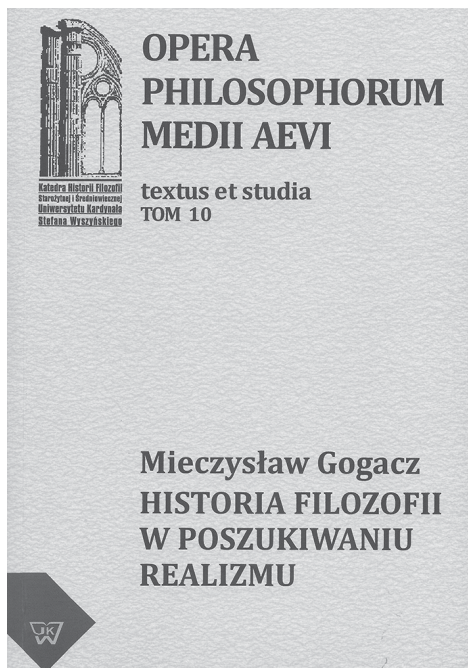 OPERA
PHILOSOPHORUM
MEDII AEVI
Katedra Historii Filozofii
Starożytnej i Średniowiecznej
Uniwersytetu Kardynała
Stefana Wyszyńskiego
textus et studia
TOM 10
Mieczysław Gogacz
HISTORIA FILOZOFII
W POSZUKIWANIU
REALIZMU
UKSW